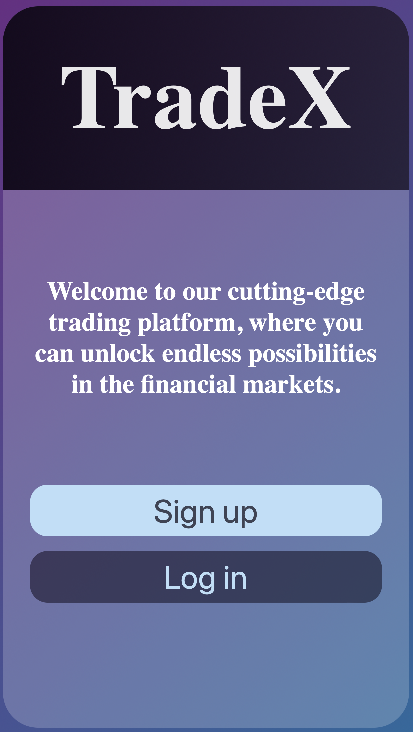 TradeX
Welcome to our cutting-edge
trading platform, where you
can unlock endless possibilities
in the financial markets.
Sign up
Log in